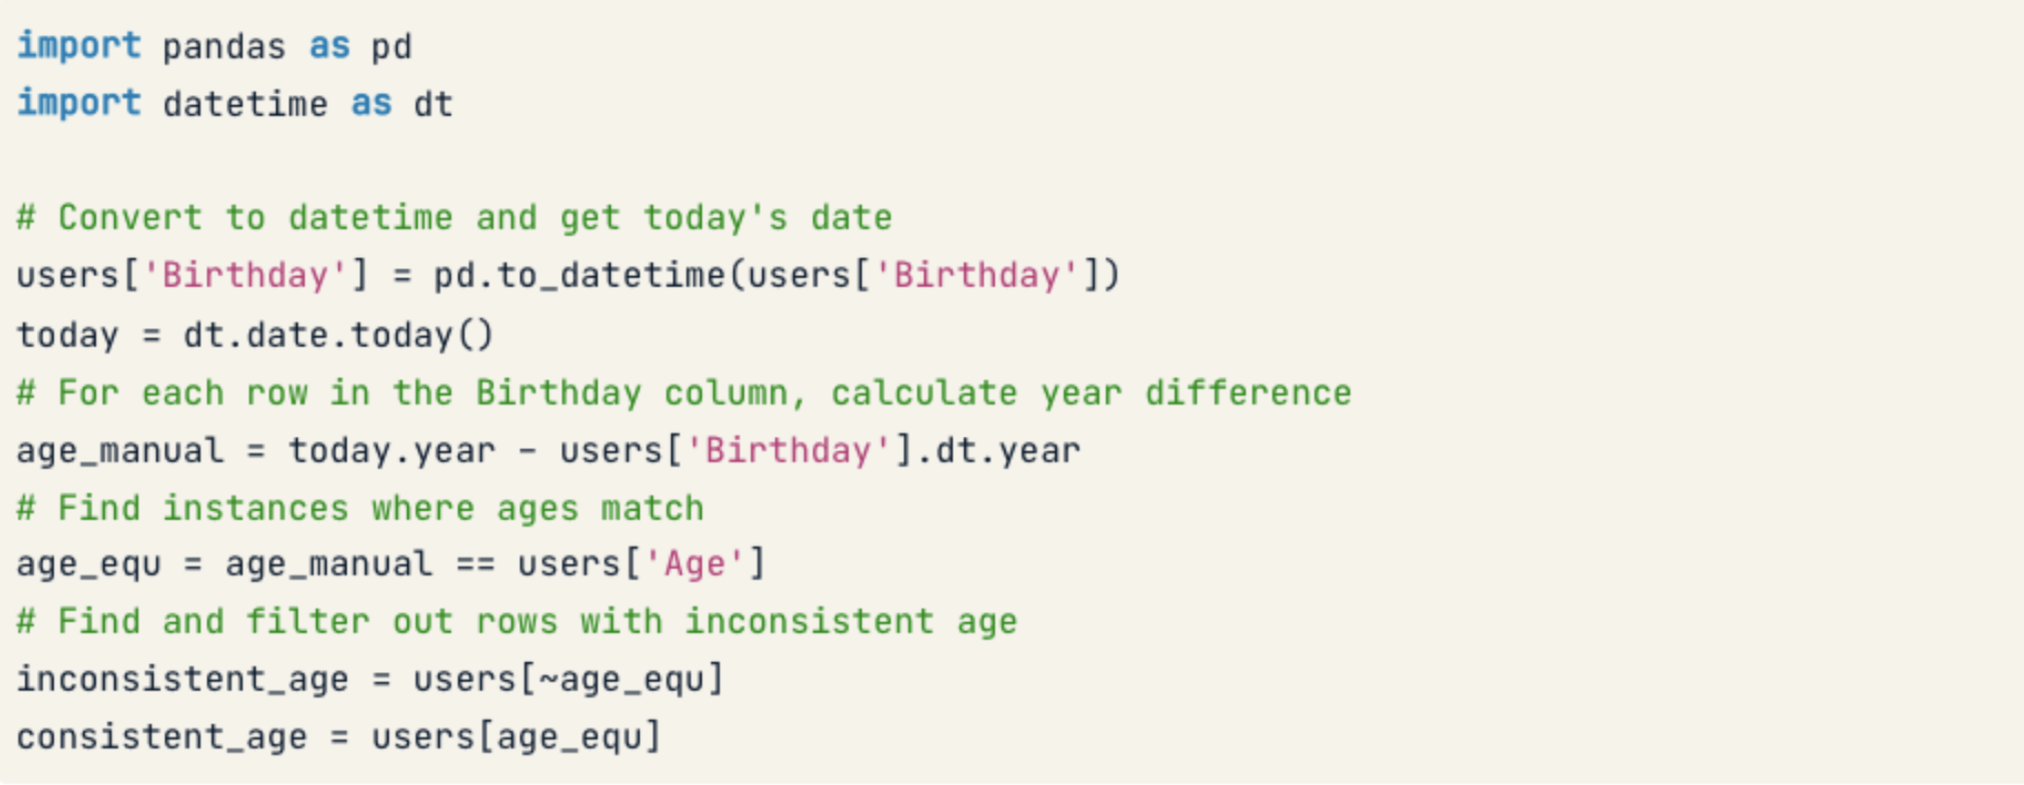 import pandas as pd
import datetime as dt
# Convert to datetime and get today's date
users['Birthday'] = pd.to_datetime(users['Birthday'])
today = dt.date.today()
# For each row in the Birthday column, calculate year difference
age_manual = today.year - users['Birthday'].dt.year
# Find instances where ages match
age_equ = age_manual == users['Age']
# Find and filter out rows with inconsistent age
inconsistent_age = users[~age_equ]
consistent_age = users[age_equ]